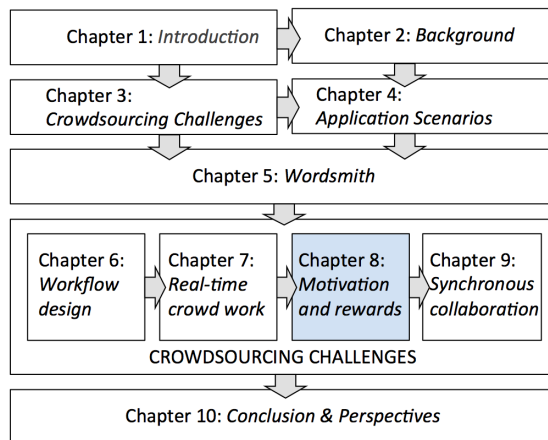 Chapter 1: Introduction
Chapter 2: Background
Chapter 3:
Crowdsourcing Challenges
Chapter 4:
Application Scenarios
Chapter 5: Wordsmith
Chapter 6:
Workflow
design
Chapter 7:
Real-time
crowd work
Chapter 8:
Motivation
and rewards
Chapter 9:
Synchronous
collaboration
CROWDSOURCING CHALLENGES
Chapter 10: Conclusion & Perspectives